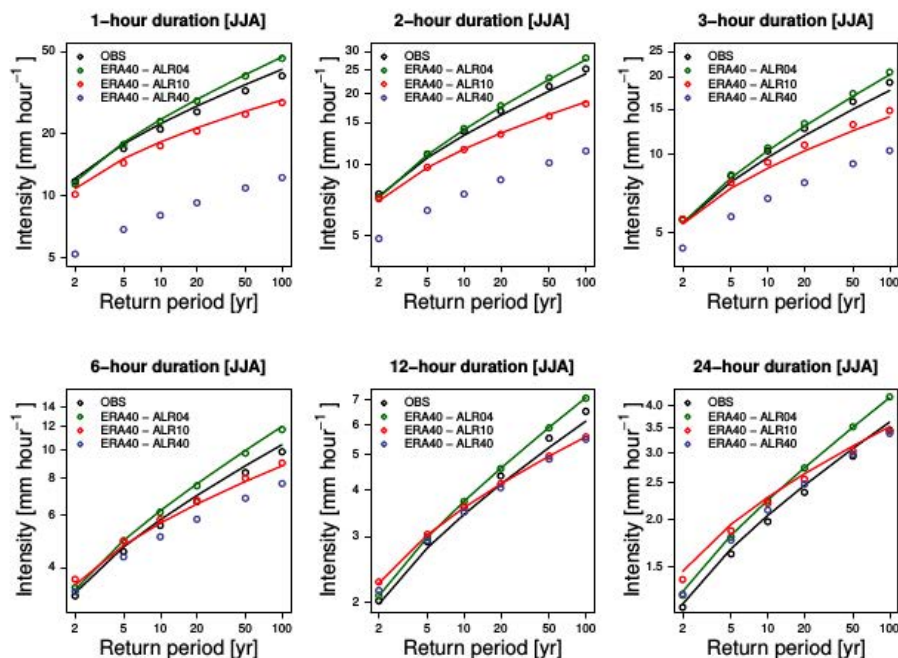 1−hour duration [JJA]
Intensity [mm hour−1]
50
20
10
5
OBS
ERA40 − ALR04
ERA40 − ALR10
ERA40 − ALR40
2 5 10 20 50 100
Return period [yr]
2−hour duration [JJA]
Intensity [mm hour−1]
30
25
20
15
10
5
OBS
ERA40 − ALR04
ERA40 − ALR10
ERA40 − ALR40
2 5 10 20 50 100
Return period [yr]
3−hour duration [JJA]
Intensity [mm hour−1]
25
20
15
10
5
OBS
ERA40 − ALR04
ERA40 − ALR10
ERA40 − ALR40
2 5 10 20 50 100
Return period [yr]
6−hour duration [JJA]
Intensity [mm hour−1]
14
12
10
8
6
4
OBS
ERA40 − ALR04
ERA40 − ALR10
ERA40 − ALR40
2 5 10 20 50 100
Return period [yr]
12−hour duration [JJA]
Intensity [mm hour−1]
7
6
5
4
3
2
OBS
ERA40 − ALR04
ERA40 − ALR10
ERA40 − ALR40
2 5 10 20 50 100
Return period [yr]
24−hour duration [JJA]
Intensity [mm hour−1]
4.0
3.5
3.0
2.5
2.0
1.5
OBS
ERA40 − ALR04
ERA40 − ALR10
ERA40 − ALR40
2 5 10 20 50 100
Return period [yr]